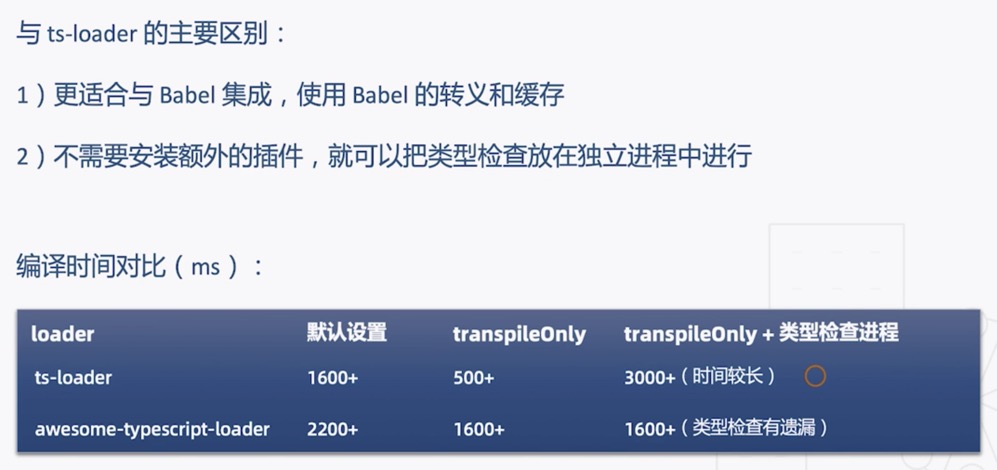 与 ts-loader 的主要区别：
1）更适合与 Babel 集成，使用 Babel 的转义和缓存
2）不需要安装额外的插件，就可以把类型检查放在独立进程中进行
编译时间对比（ms）：
loader 默认设置 transpileOnly transpileOnly + 类型检查进程
ts-loader 1600+ 500+ 3000+（时间较长）
awesome-typescript-loader 2200+ 1600+ 1600+（类型检查有遗漏）